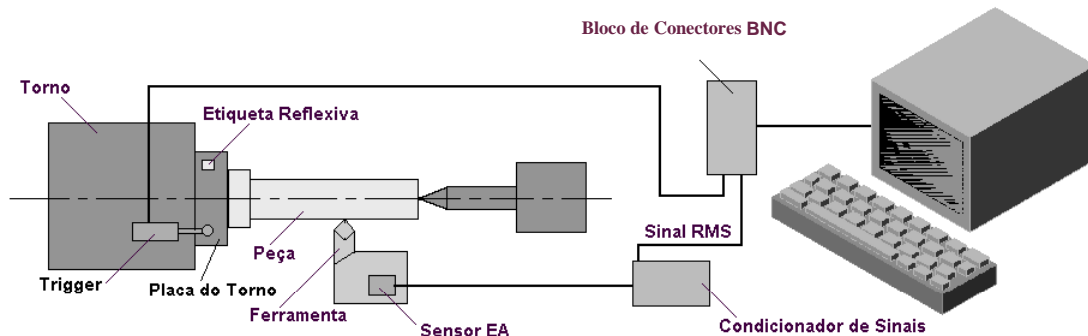 Bloco de Conectores BNC
Torno
Etiqueta Reflexiva
Sinal RMS
Peça
Trigger
Placa do Torno
Ferramenta
Sensor EA
Condicionador de Sinais